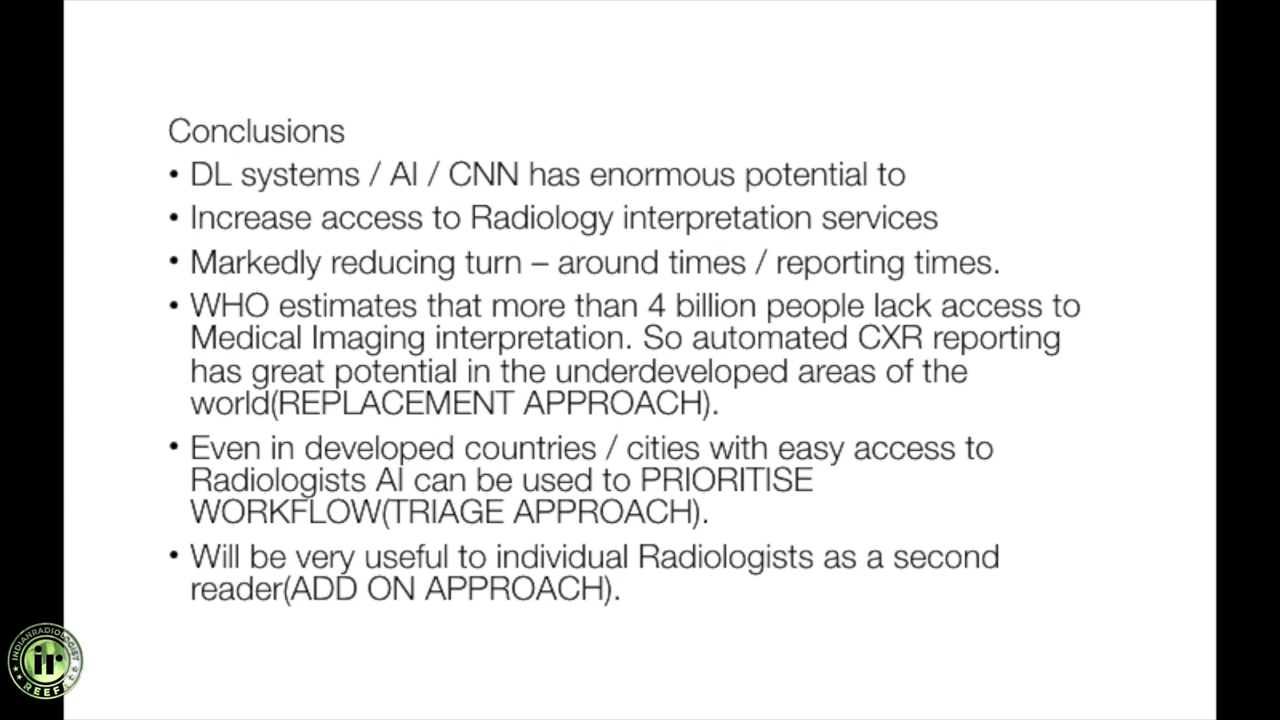 Conclusions
• DL systems / AI / CNN has enormous potential to
• Increase access to Radiology interpretation services
• Markedly reducing turn – around times / reporting times.
• WHO estimates that more than 4 billion people lack access to
Medical Imaging interpretation. So automated CXR reporting
has great potential in the underdeveloped areas of the
world(REPLACEMENT APPROACH).
• Even in developed countries / cities with easy access to
Radiologists AI can be used to PRIORITISE
WORKFLOW(TRIAGE APPROACH).
• Will be very useful to individual Radiologists as a second
reader(ADD ON APPROACH).
INDIANRADIOLOGIST
ir
REEFA